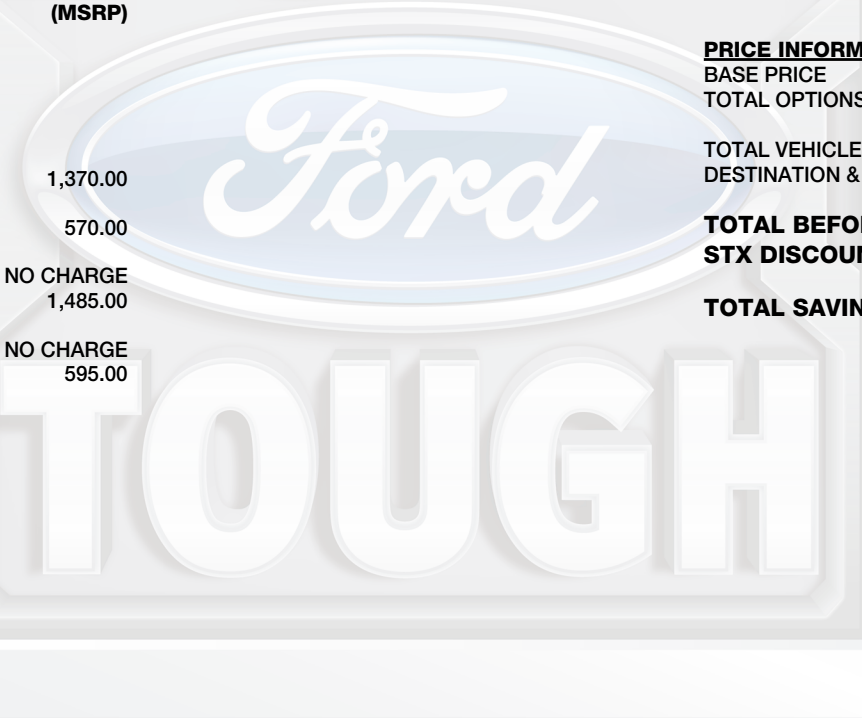 (MSRP)
1,370.00
570.00
NO CHARGE
1,485.00
NO CHARGE
595.00
PRICE INFORM
BASE PRICE
TOTAL OPTIONS
TOTAL VEHICLE
DESTINATION &
TOTAL BEFO
STX DISCOUN
TOTAL SAVIN
Ford
TOUGH